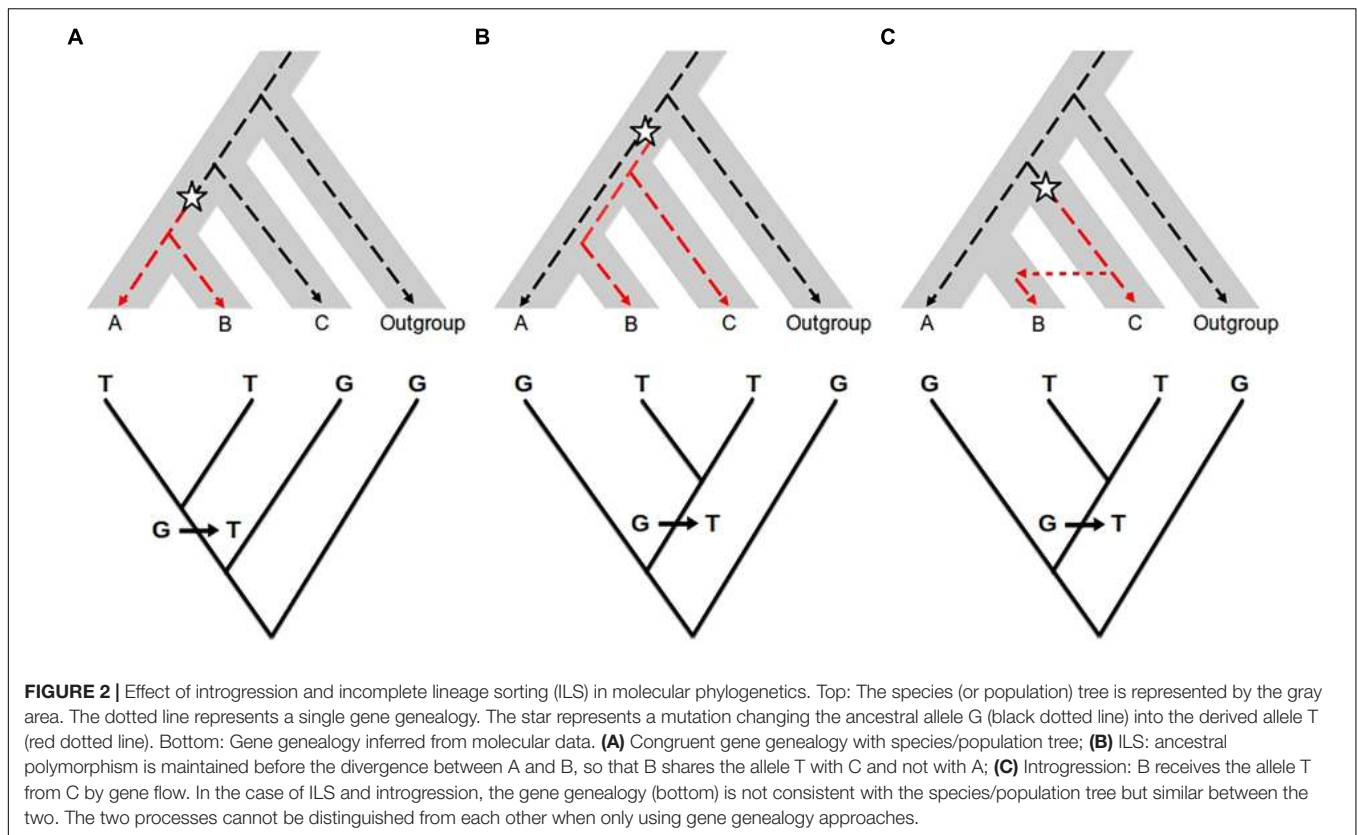 A B C
A B C Outgroup A B C Outgroup A B C Outgroup
T T G G G T T G G T T G
G T G T G T
FIGURE 2 | Effect of introgression and incomplete lineage sorting (ILS) in molecular phylogenetics. Top: The species (or population) tree is represented by the gray
area. The dotted line represents a single gene genealogy. The star represents a mutation changing the ancestral allele G (black dotted line) into the derived allele T
(red dotted line). Bottom: Gene genealogy inferred from molecular data. (A) Congruent gene genealogy with species/population tree; (B) ILS: ancestral
polymorphism is maintained before the divergence between A and B, so that B shares the allele T with C and not with A; (C) Introgression: B receives the allele T
from C by gene flow. In the case of ILS and introgression, the gene genealogy (bottom) is not consistent with the species/population tree but similar between the
two. The two processes cannot be distinguished from each other when only using gene genealogy approaches.